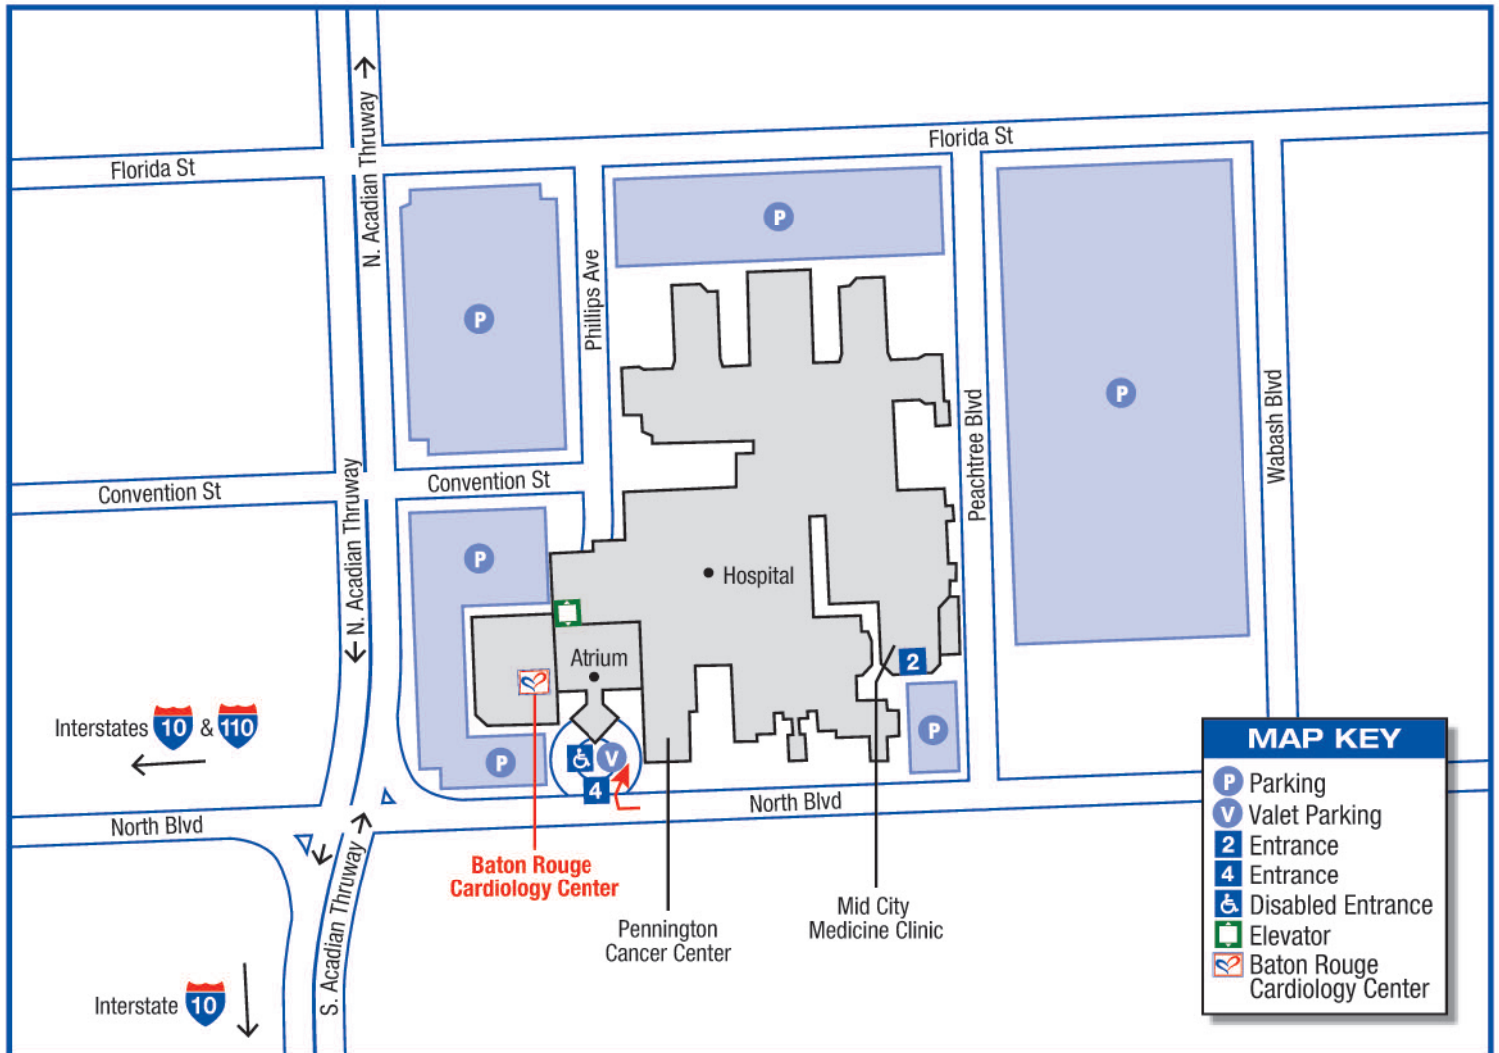 N. Acadian Thruway
Florida St
Florida St
P
P
Phillips Ave
P
Peachtree Blvd
Wabash Blvd
Convention St
Convention St
N. Acadian Thruway
P
Hospital
Atrium
2
Interstates 10 & 110
P
P
V
4
North Blvd
North Blvd
Baton Rouge
Cardiology Center
S. Acadian Thruway
Pennington
Cancer Center
Mid City
Medicine Clinic
Interstate 10
MAP KEY
P Parking
V Valet Parking
2 Entrance
4 Entrance
Disabled Entrance
Elevator
Baton Rouge
Cardiology Center